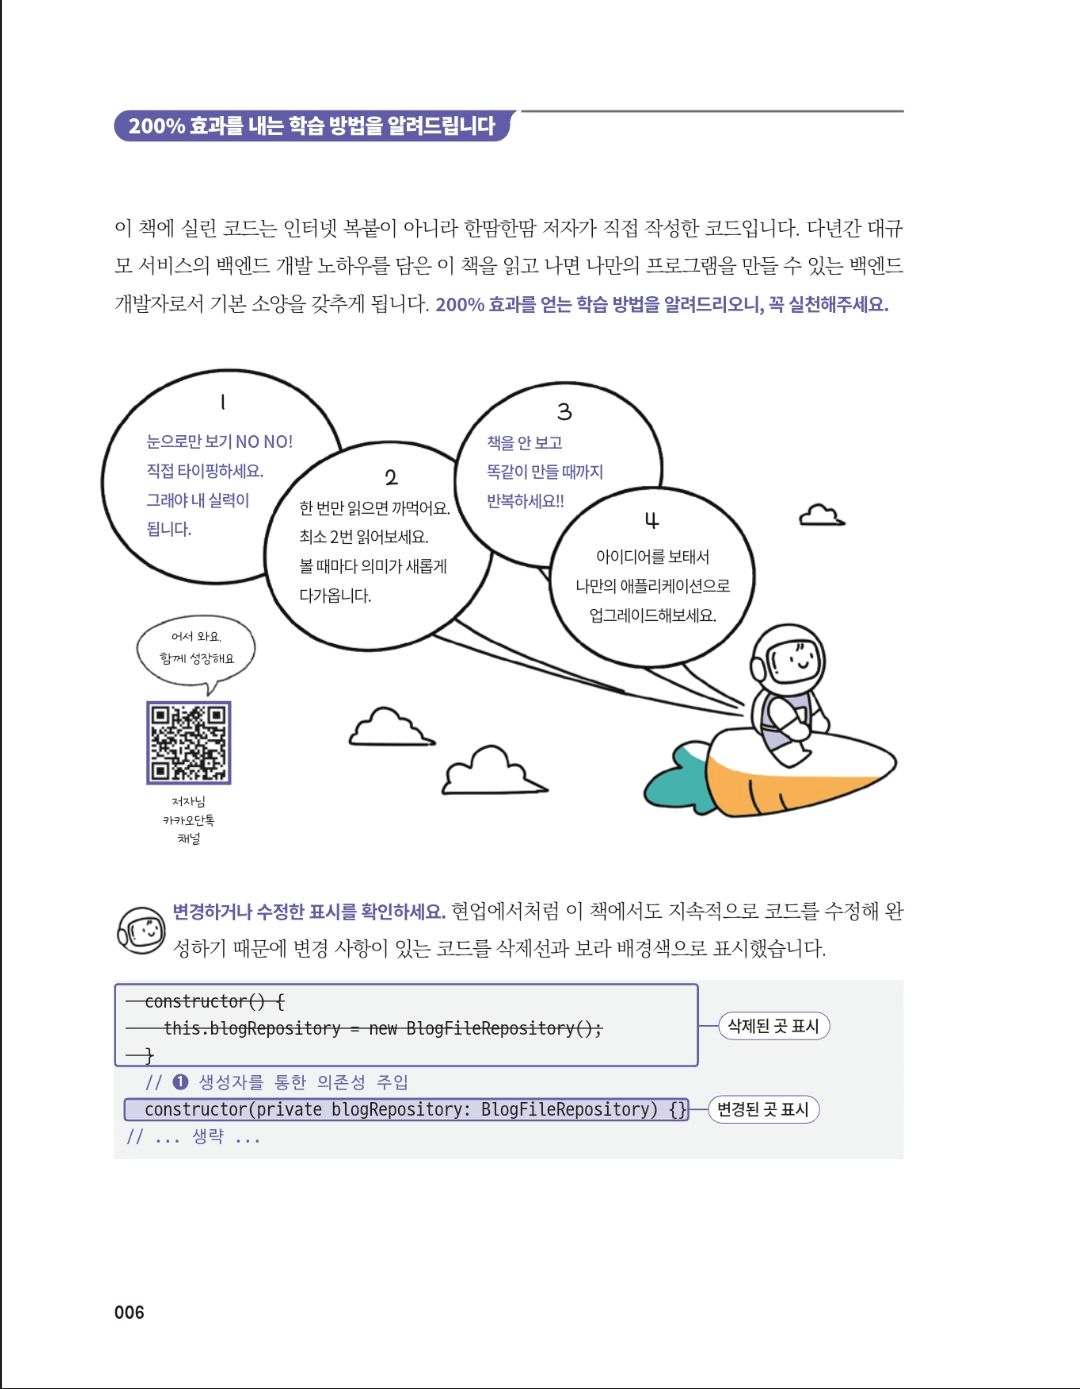 200% 효과를 내는 학습 방법을 알려드립니다
이 책에 실린 코드는 인터넷 복붙이 아니라 한땀한땀 저자가 직접 작성한 코드입니다. 다년간 대규
모 서비스의 백엔드 개발 노하우를 담은 이 책을 읽고 나면 나만의 프로그램을 만들 수 있는 백엔드
개발자로서 기본 소양을 갖추게 됩니다. 200% 효과를 얻는 학습 방법을 알려드리오니, 꼭 실천해주세요.
1
눈으로만 보기 NO NO!
직접 타이핑하세요.
그래야 내 실력이
됩니다.
2
한 번만 읽으면 까먹어요.
최소 2번 읽어보세요.
볼 때마다 의미가 새롭게
다가옵니다.
3
책을 안 보고
똑같이 만들 때까지
반복하세요!!
4
아이디어를 보태서
나만의 애플리케이션으로
업그레이드해보세요.
어서 와요.
함께 성장해요
저자님
카카오단톡
채널
변경하거나 수정한 표시를 확인하세요. 현업에서처럼 이 책에서도 지속적으로 코드를 수정해 완
성하기 때문에 변경 사항이 있는 코드를 삭제선과 보라 배경색으로 표시했습니다.
constructor() {
this.blogRepository = new BlogFileRepository();
}
삭제된 곳 표시
// ❶ 생성자를 통한 의존성 주입
constructor(private blogRepository: BlogFileRepository) {}
변경된 곳 표시
// ... 생략 ...
006